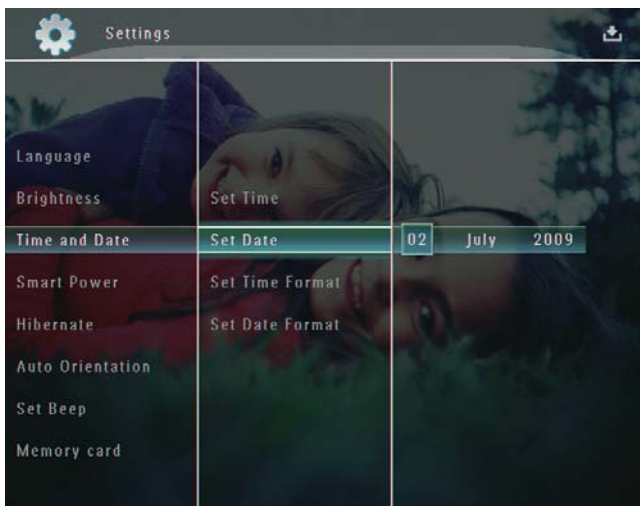 Settings
Language
Brightness
Time and Date
Smart Power
Hibernate
Auto Orientation
Set Beep
Memory card
Set Time
Set Date
Set Time Format
Set Date Format
02 July 2009